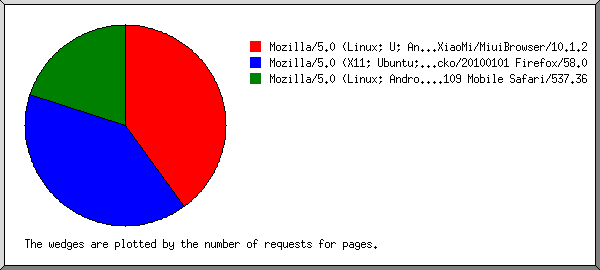 Mozilla/5.0 (Linux; U; An...XiaoMi/MiuiBrowser/10.1.2
Mozilla/5.0 (X11; Ubuntu;...cko/20100101 Firefox/58.0
Mozilla/5.0 (Linux; Andro....109 Mobile Safari/537.36
The wedges are plotted by the number of requests for pages.